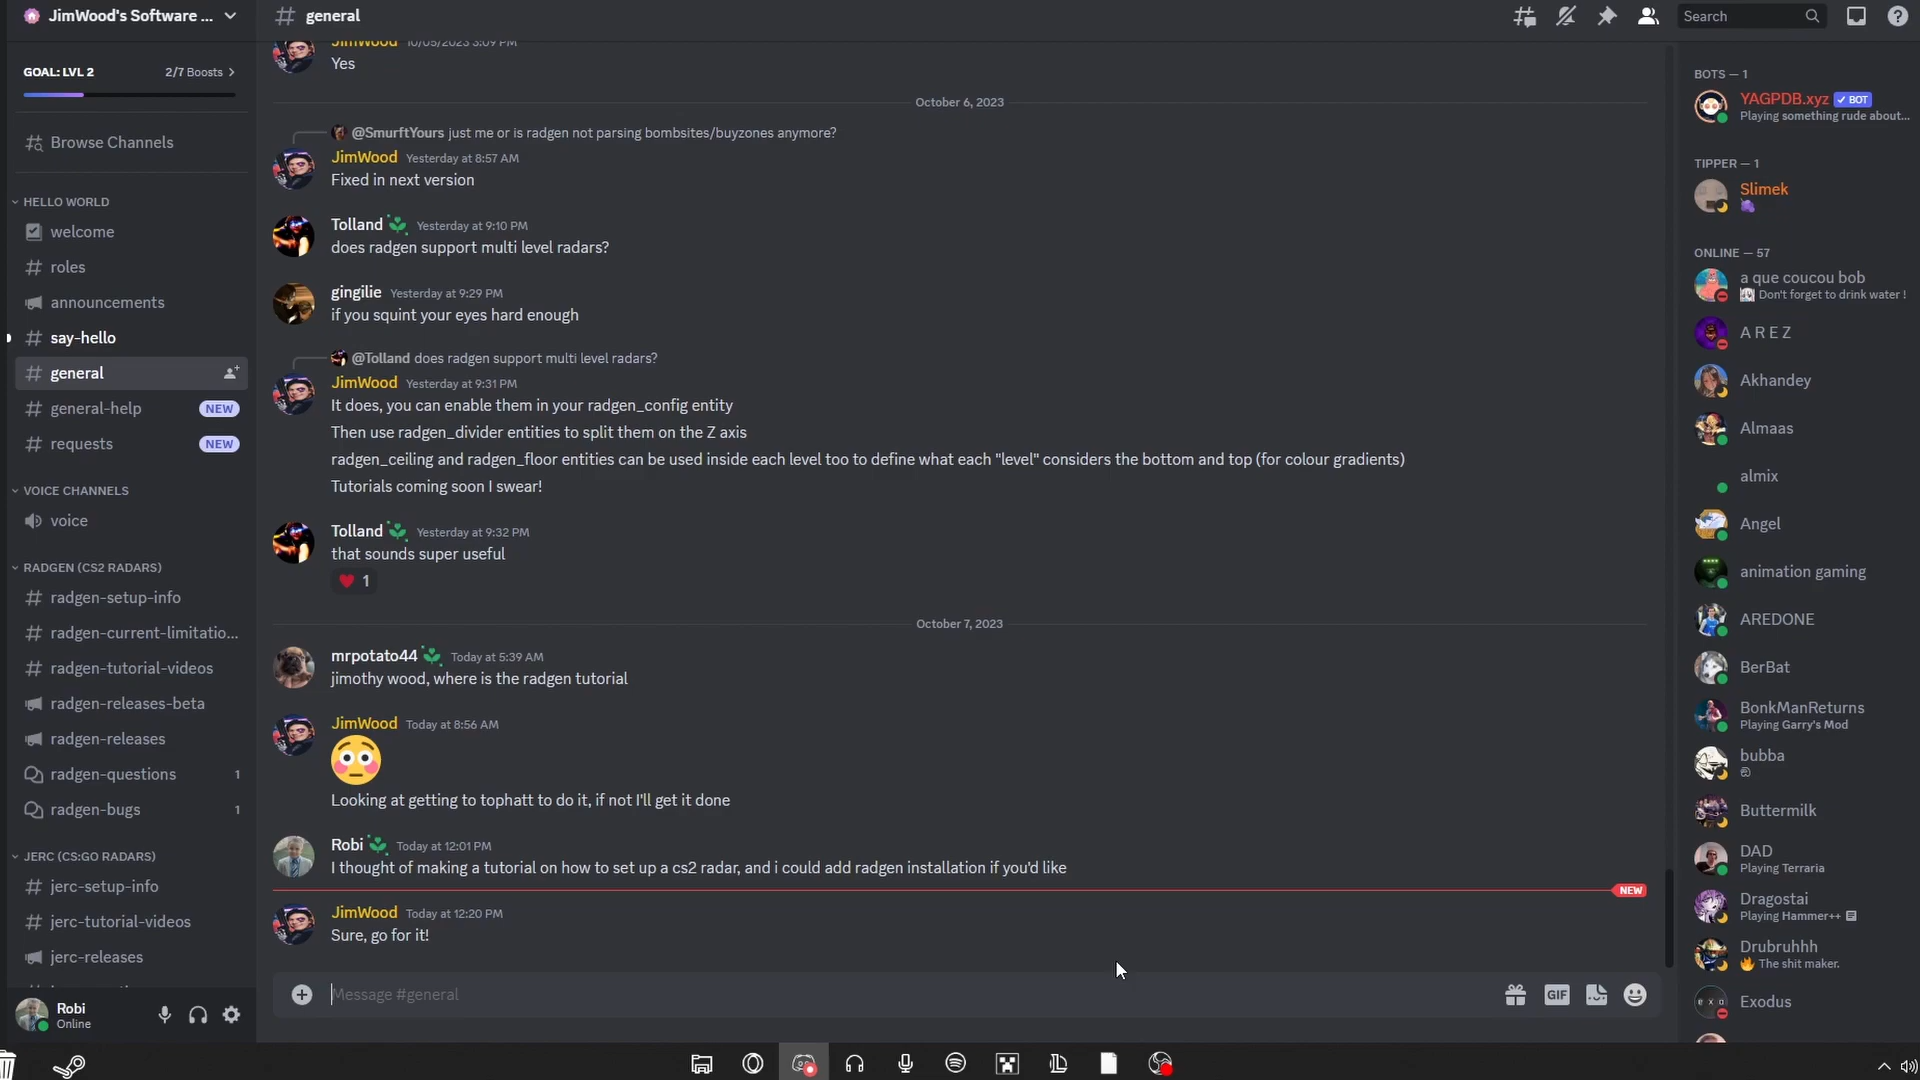 JimWood's Software ...
GOAL: LVL 2
2/7 Boosts
Browse Channels
HELLO WORLD
welcome
roles
announcements
say-hello
general
general-help
NEW
requests
NEW
VOICE CHANNELS
voice
RADGEN (CS2 RADARS)
radgen-setup-info
radgen-current-limitatio...
radgen-tutorial-videos
radgen-releases-beta
radgen-releases
radgen-questions
1
radgen-bugs
1
JERC (CS:GO RADARS)
jerc-setup-info
jerc-tutorial-videos
jerc-releases
Robi
Online
general
Search
JimWood 10/05/2023 3:09 PM
Yes
October 6, 2023
@SmurftYours just me or is radgen not parsing bombsites/buyzones anymore?
JimWood Yesterday at 8:57 AM
Fixed in next version
Tolland Yesterday at 9:10 PM
does radgen support multi level radars?
gingilie Yesterday at 9:29 PM
if you squint your eyes hard enough
@Tolland does radgen support multi level radars?
JimWood Yesterday at 9:31 PM
It does, you can enable them in your radgen_config entity
Then use radgen_divider entities to split them on the Z axis
radgen_ceiling and radgen_floor entities can be used inside each level too to define what each "level" considers the bottom and top (for colour gradients)
Tutorials coming soon I swear!
Tolland Yesterday at 9:32 PM
that sounds super useful
1
October 7, 2023
mrpotato44 Today at 5:39 AM
jimothy wood, where is the radgen tutorial
JimWood Today at 8:56 AM
Looking at getting to tophatt to do it, if not I'll get it done
Robi Today at 12:01 PM
I thought of making a tutorial on how to set up a cs2 radar, and i could add radgen installation if you'd like
NEW
JimWood Today at 12:20 PM
Sure, go for it!
Message #general
GIF
BOTS — 1
YAGPDB.xyz BOT
Playing something rude about...
TIPPER — 1
Slimek
ONLINE — 57
a que coucou bob
Don't forget to drink water !
A R E Z
Akhandey
Almaas
almix
Angel
animation gaming
AREDONE
BerBat
BonkManReturns
Playing Garry's Mod
bubba
Buttermilk
DAD
Playing Terraria
Dragostai
Playing Hammer++
Drubruhhh
The shit maker.
Exodus